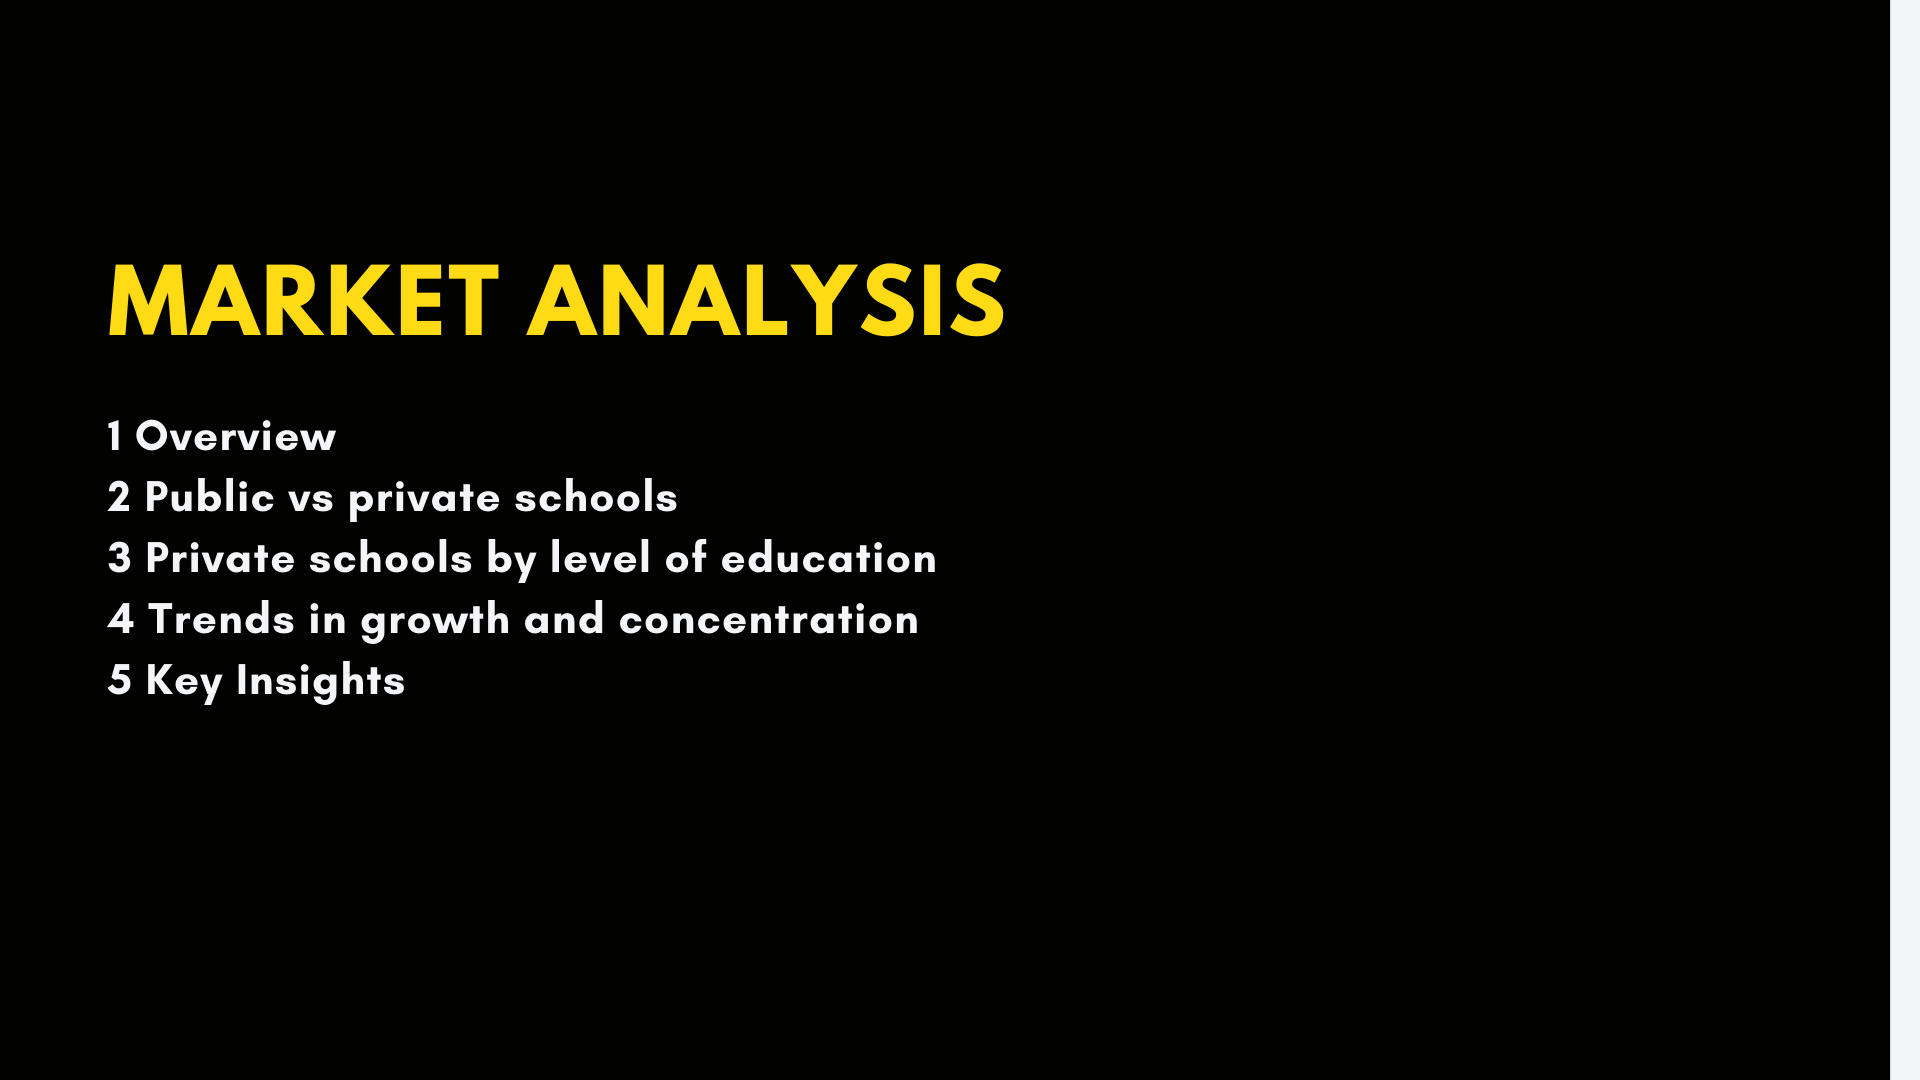 MARKET ANALYSIS
1 Overview
2 Public vs private schools
3 Private schools by level of education
4 Trends in growth and concentration
5 Key Insights